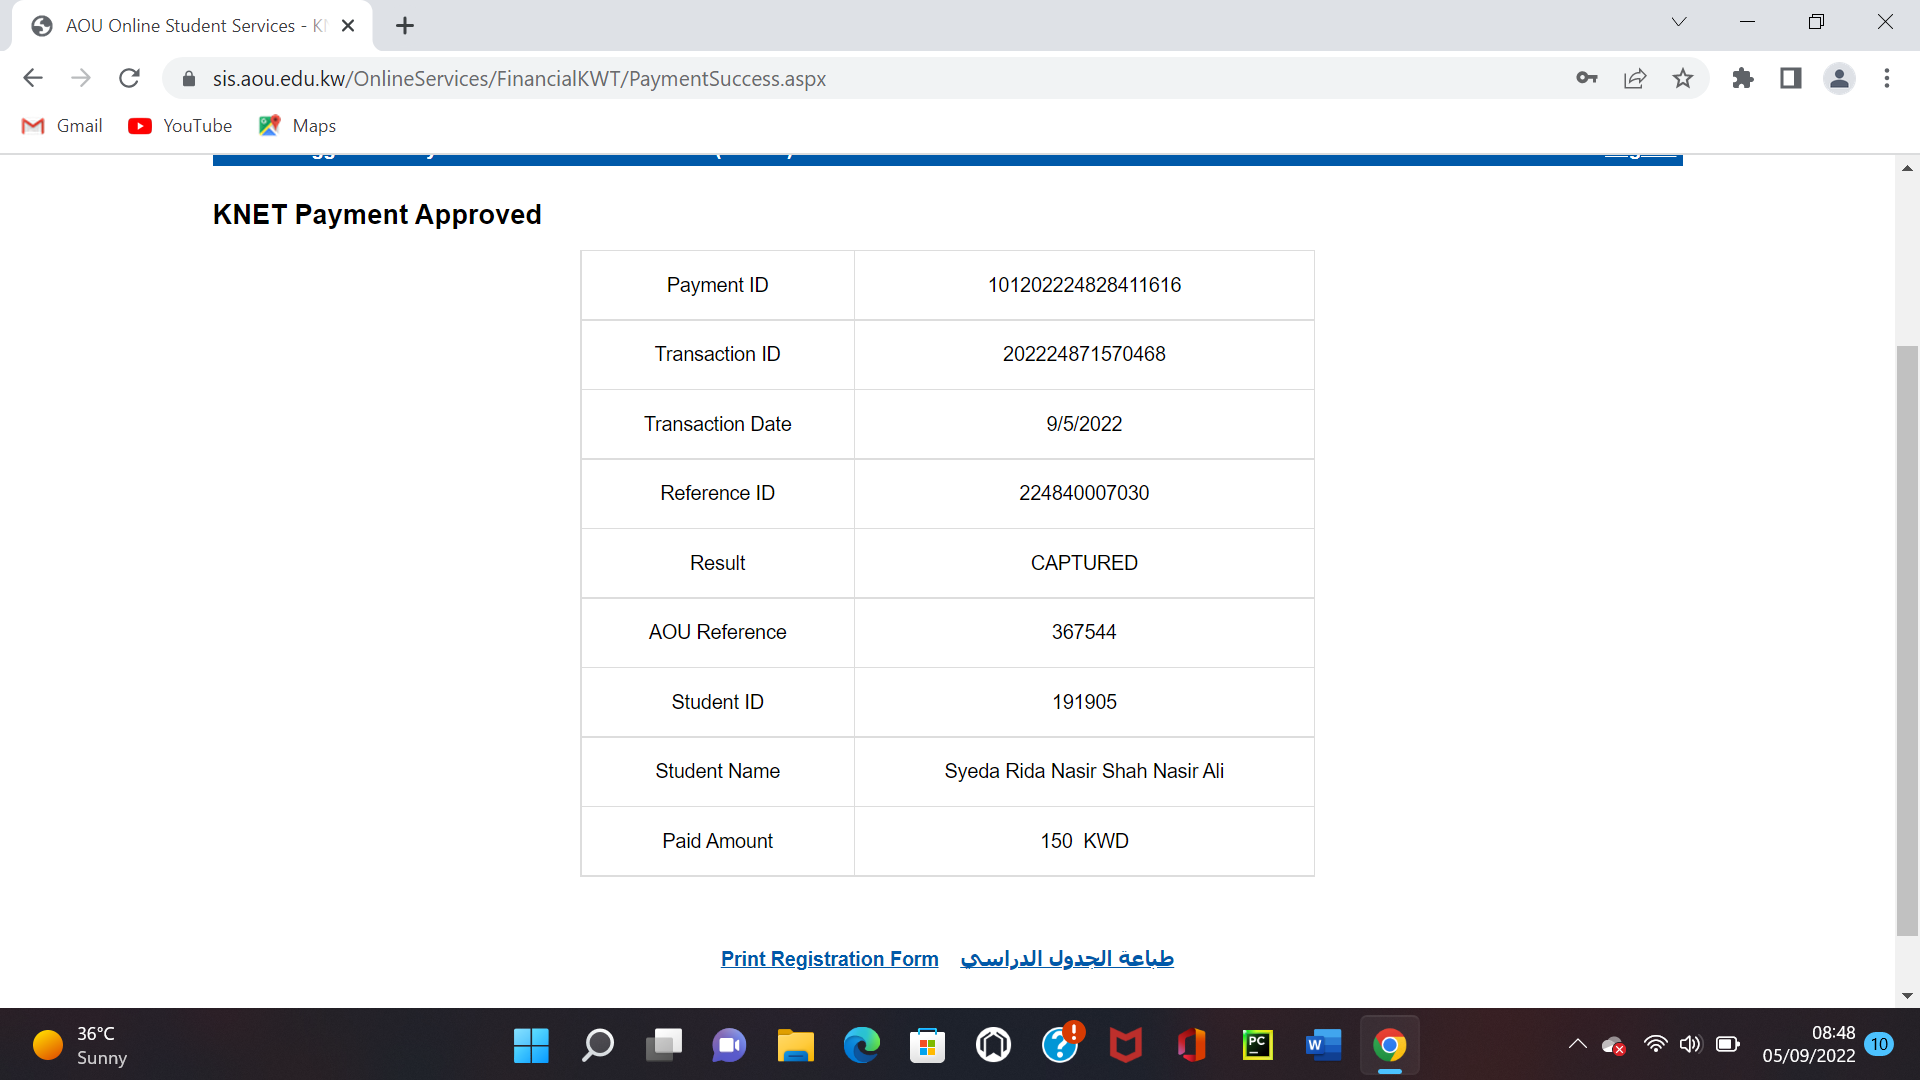 AOU Online Student Services - K
sis.aou.edu.kw/OnlineServices/FinancialKWT/PaymentSuccess.aspx
Gmail YouTube Maps
KNET Payment Approved
Payment ID 101202224828411616
Transaction ID 202224871570468
Transaction Date 9/5/2022
Reference ID 224840007030
Result CAPTURED
AOU Reference 367544
Student ID 191905
Student Name Syeda Rida Nasir Shah Nasir Ali
Paid Amount 150 KWD
Print Registration Form طباعة الجدول الدراسي
36°C
Sunny
PC
W
08:48
05/09/2022
10